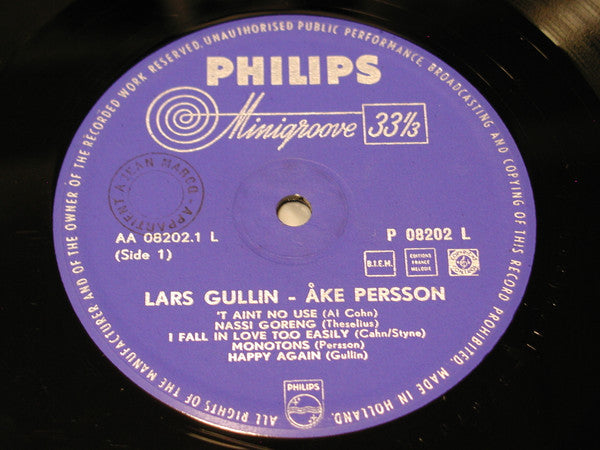 ALL RIGHTS OF THE MANUFACTURER AND OF THE OWNER OF THE RECORDED WORK RESERVED. UNAUTHORISED PUBLIC PERFORMANCE, BROADCASTING AND COPYING OF THIS RECORD PROHIBITED. MADE IN HOLLAND.
PHILIPS
Minigroove 33⅓
APPARTIENT A JEAN MARCO
AA 08202.1 L
(Side 1)
P 08202 L
B.I.E.M.
EDITIONS
FRANCE
MELODIE
LARS GULLIN - ÅKE PERSSON
'T AINT NO USE (Al Cohn)
NASSI GORENG (Theselius)
I FALL IN LOVE TOO EASILY (Cahn/Styne)
MONOTONS (Persson)
HAPPY AGAIN (Gullin)
PHILIPS